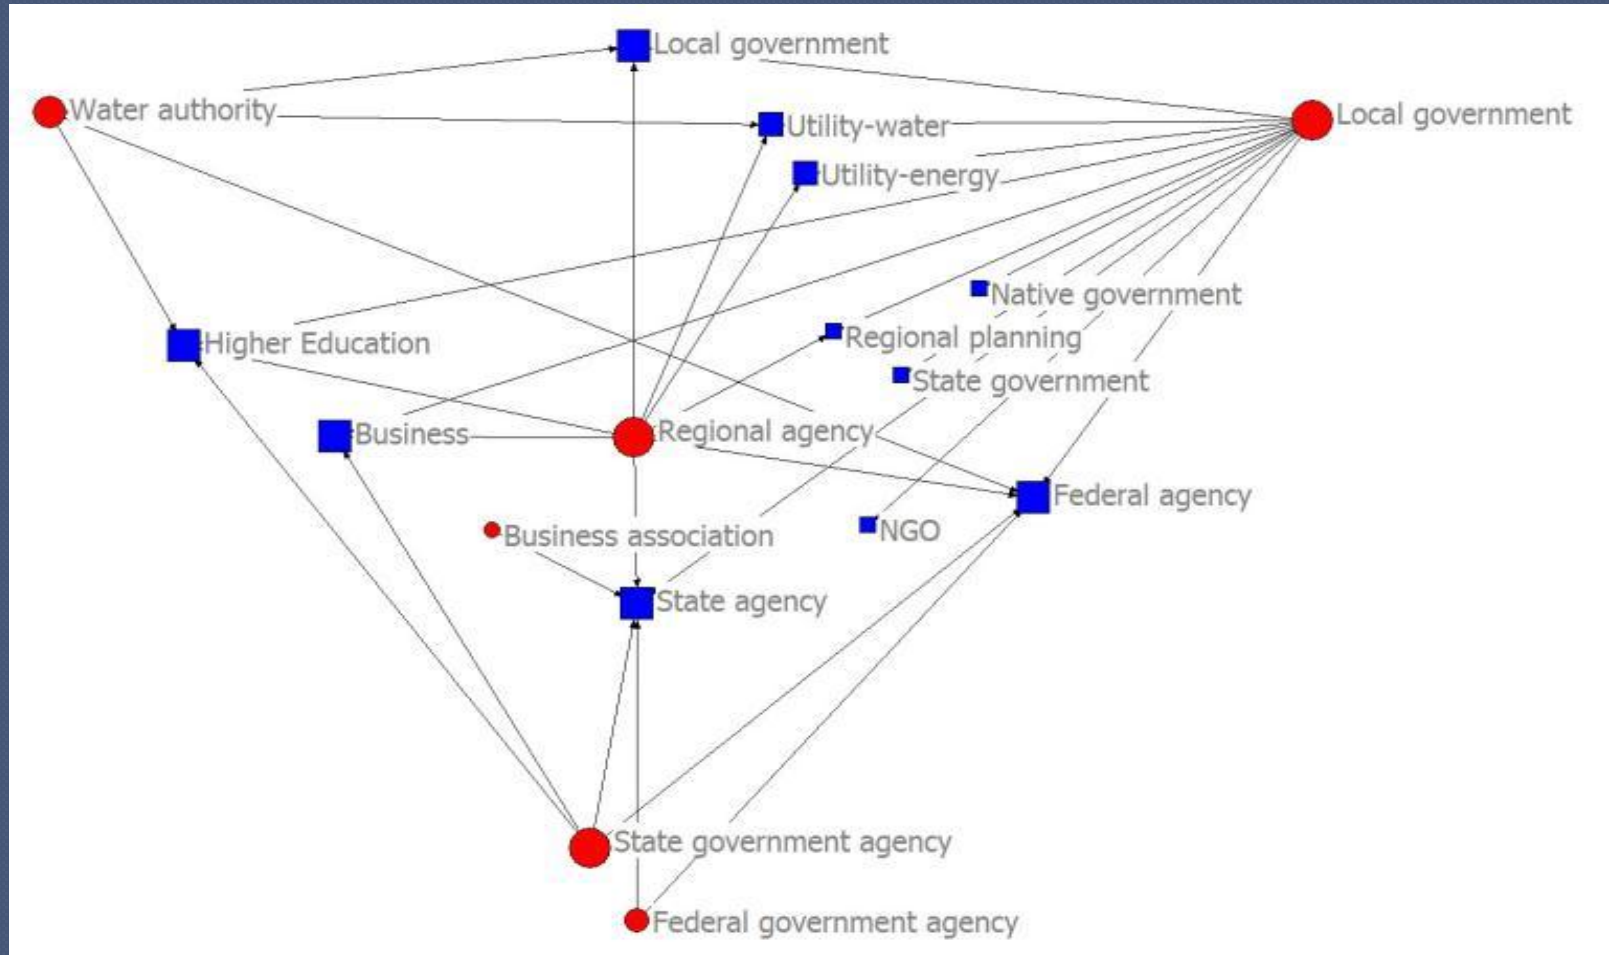 Local government
Water authority
Local government
Utility-water
Utility-energy
Native government
Regional planning
Higher Education
State government
Regional agency
Business
Federal agency
NGO
Business association
State agency
State government agency
Federal government agency